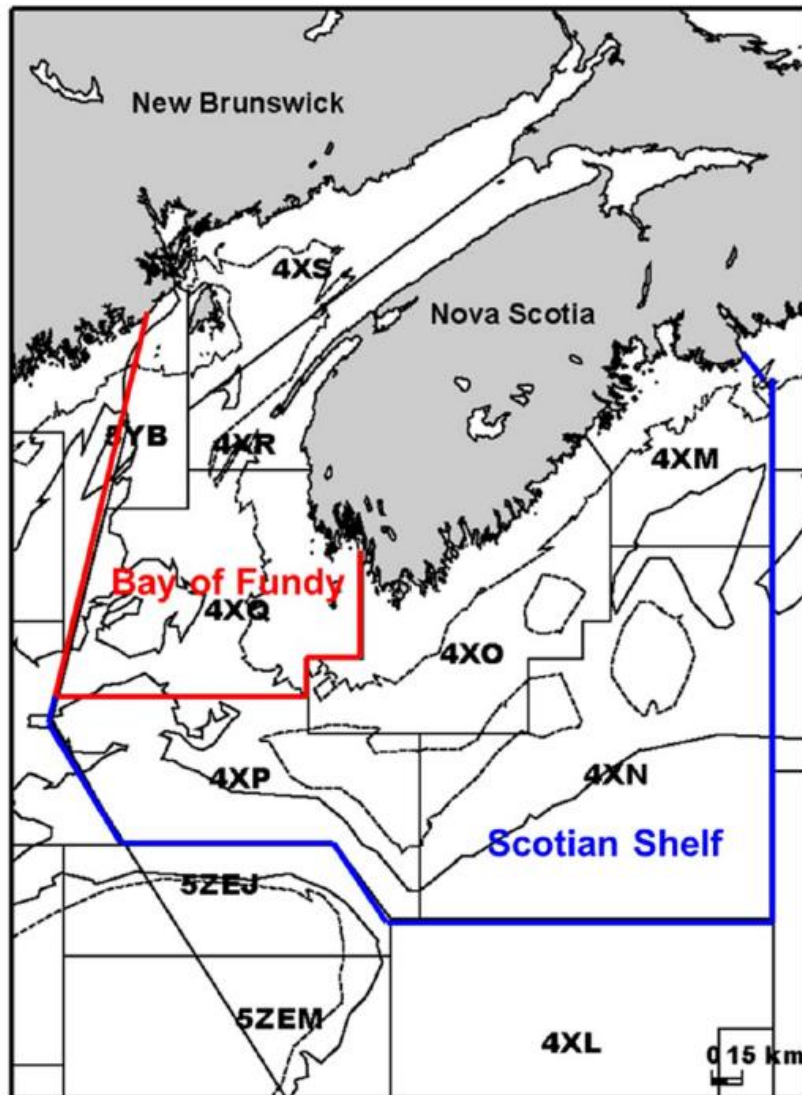 New Brunswick
4XS
Nova Scotia
5YB
4XR
4XM
Bay of Fundy
4XQ
4XO
4XP
4XN
Scotian Shelf
5ZEJ
5ZEM
4XL
0 15 km